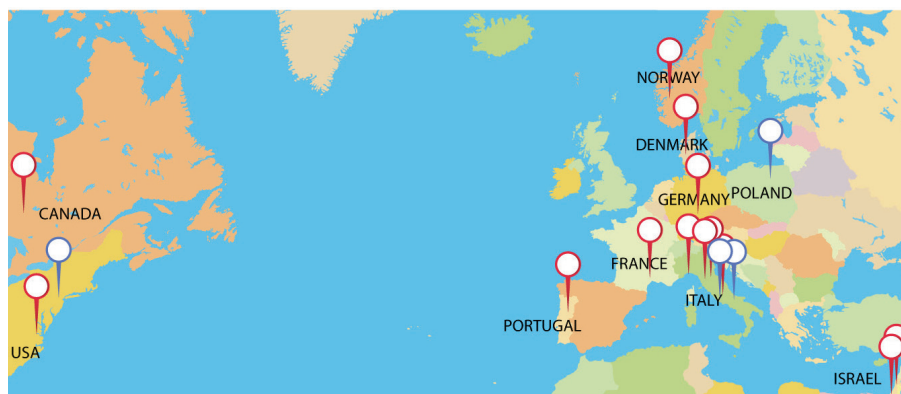 NORWAY
DENMARK
GERMANY
POLAND
CANADA
FRANCE
ITALY
PORTUGAL
USA
ISRAEL